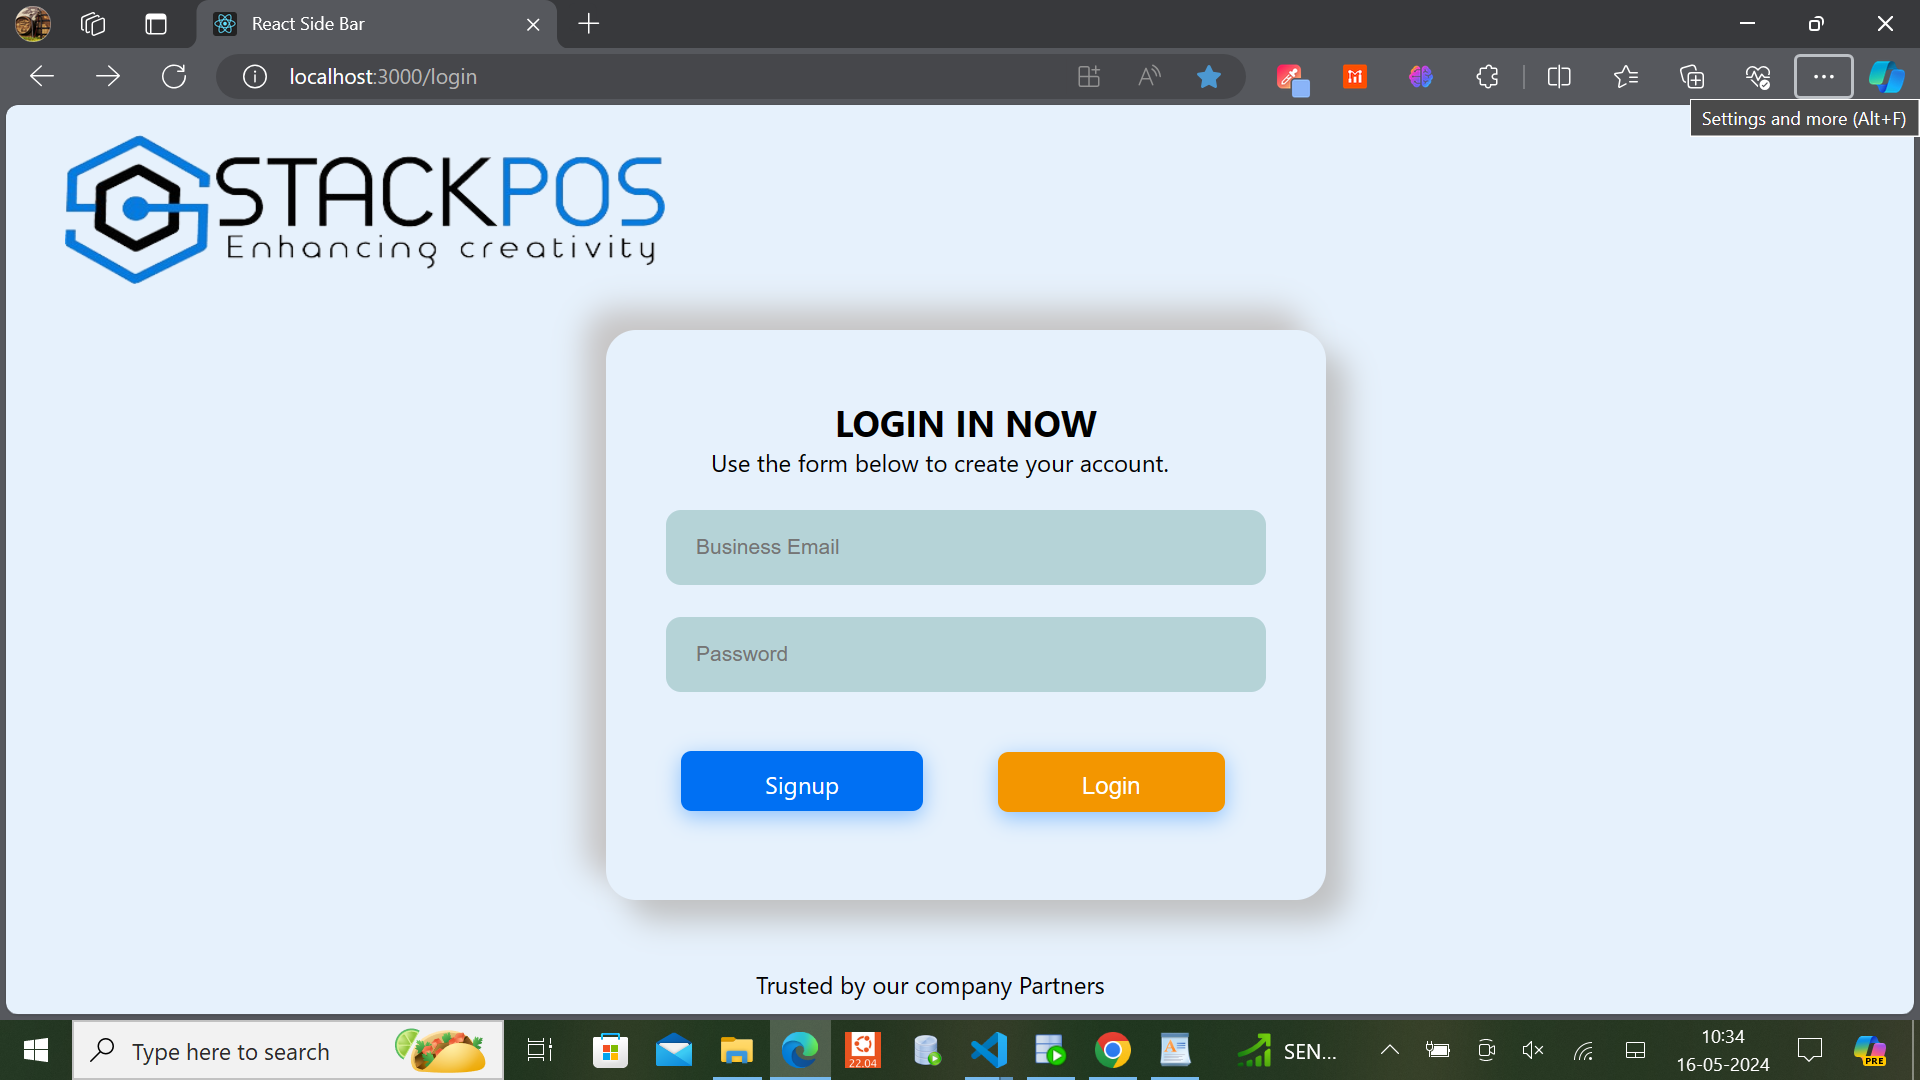 React Side Bar
localhost:3000/login
Settings and more (Alt+F)
STACKPOS
Enhancing creativity
LOGIN IN NOW
Use the form below to create your account.
Business Email
Password
Signup
Login
Trusted by our company Partners
Type here to search
22.04
SEN...
10:34
16-05-2024
PRE